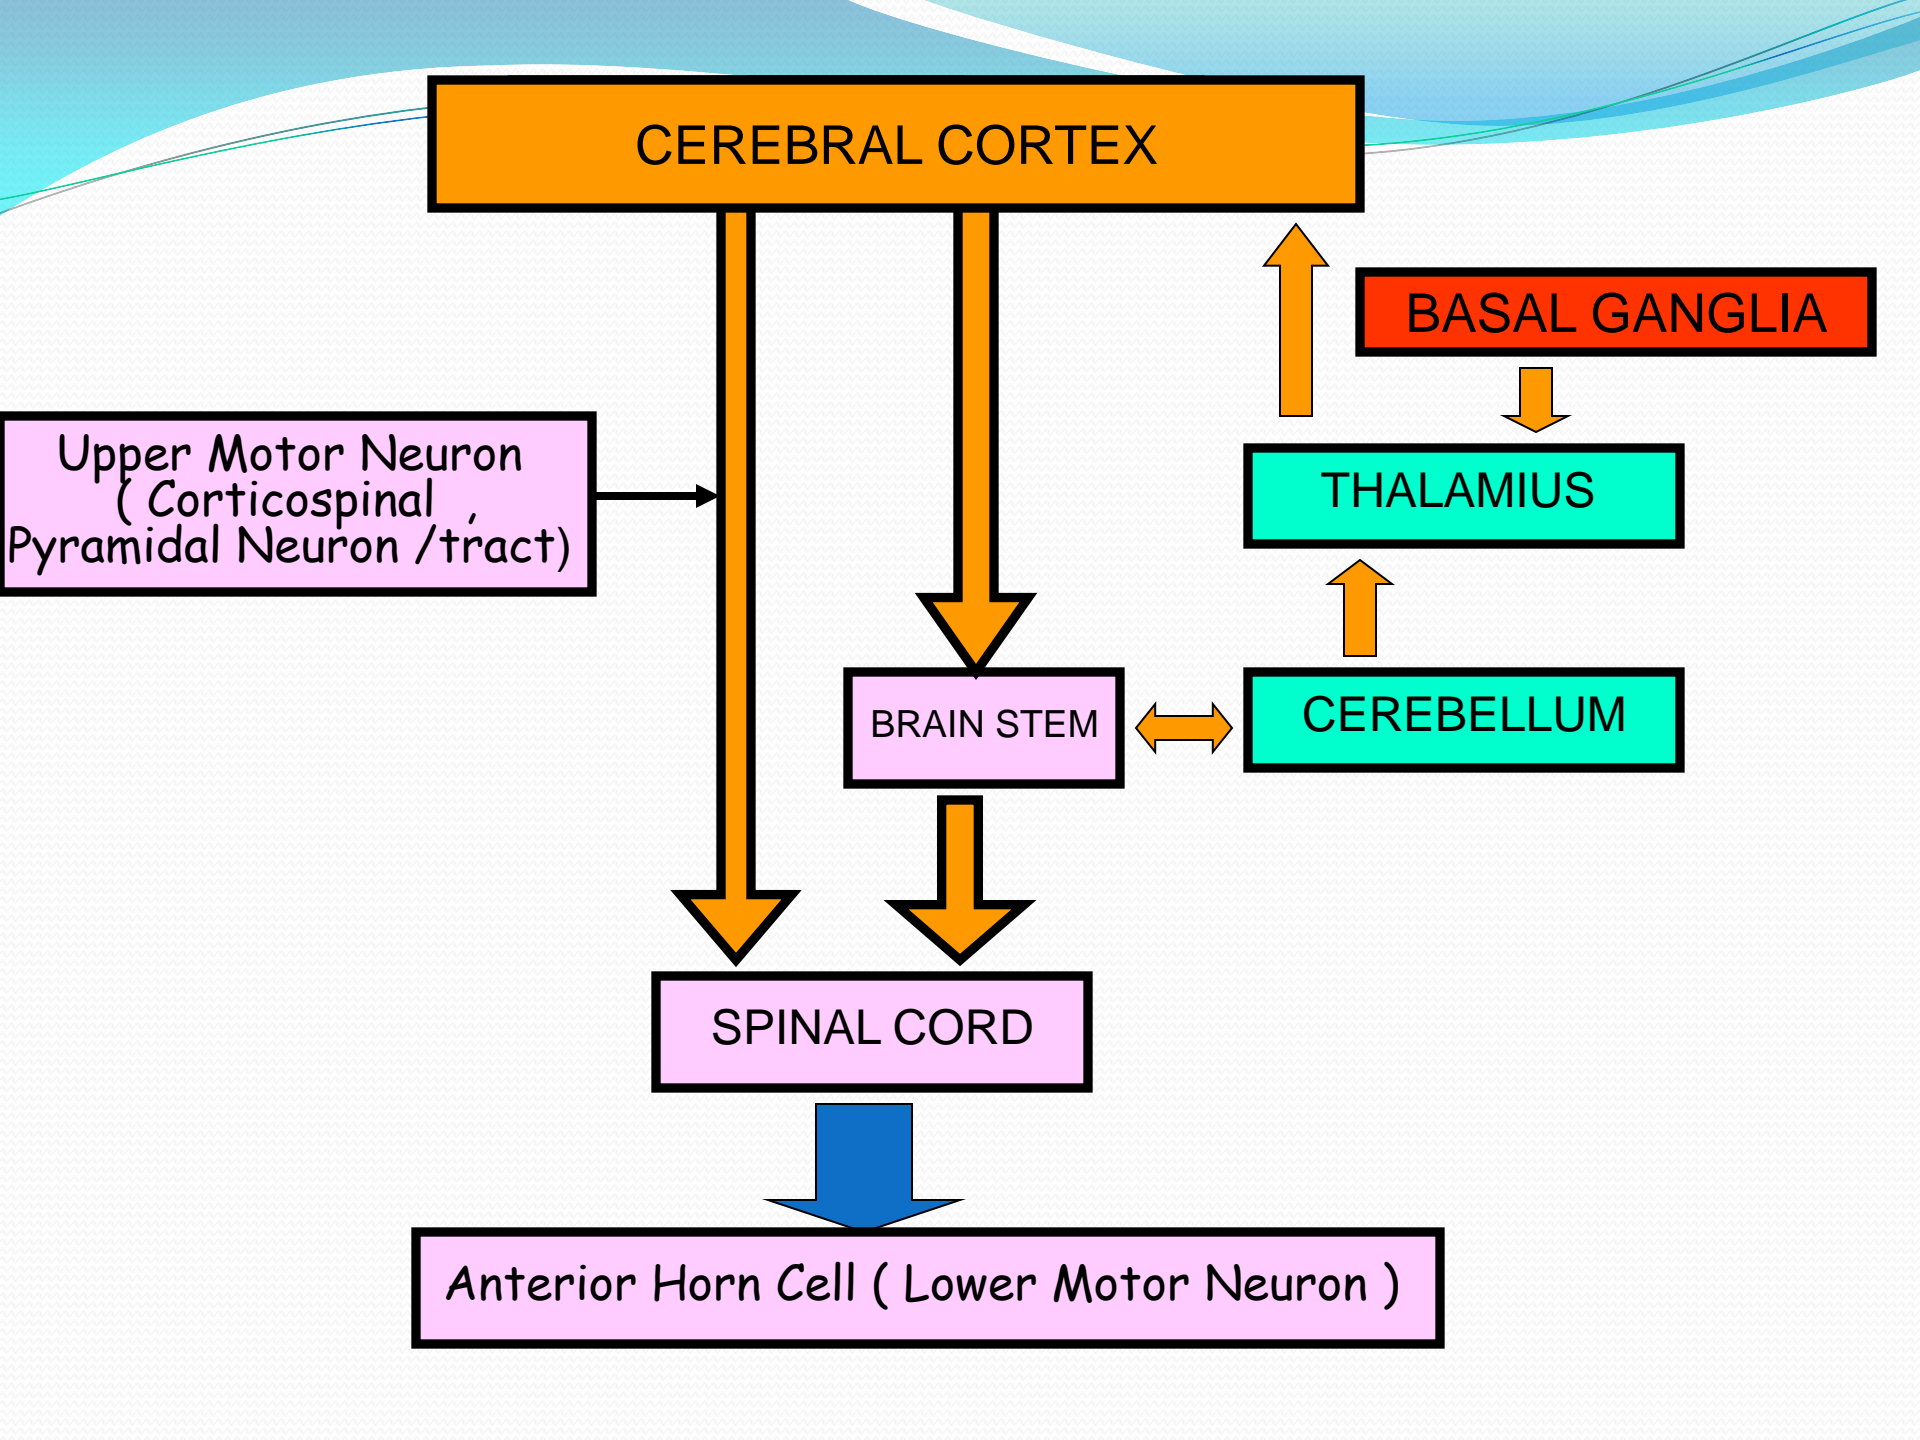 CEREBRAL CORTEX
BASAL GANGLIA
Upper Motor Neuron
( Corticospinal ,
Pyramidal Neuron /tract)
THALAMIUS
BRAIN STEM
CEREBELLUM
SPINAL CORD
Anterior Horn Cell ( Lower Motor Neuron )